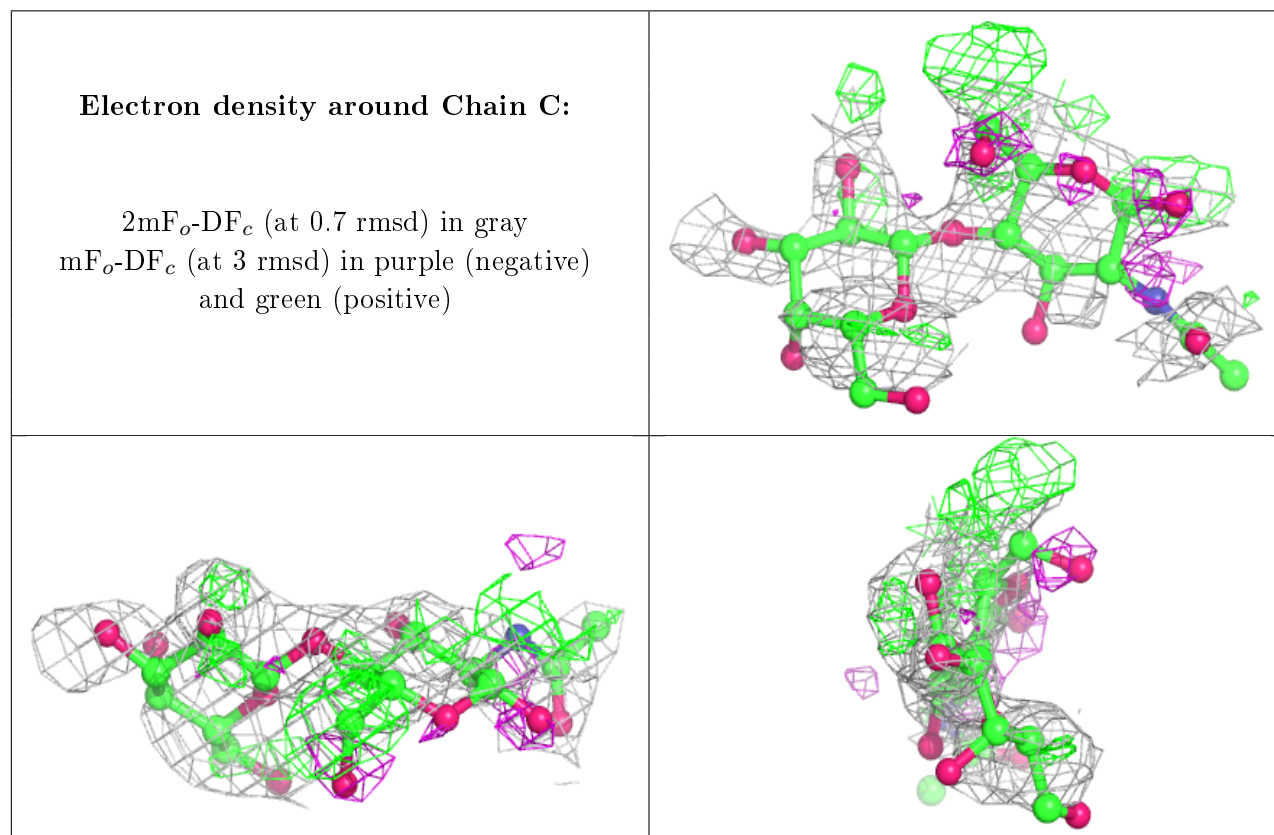 Electron density around Chain C:
2mFo-DFc (at 0.7 rmsd) in gray
mFo-DFc (at 3 rmsd) in purple (negative)
and green (positive)